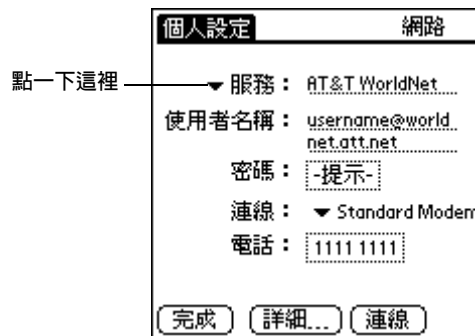 個人設定 網路
點一下這裡
服務： AT&T WorldNet
使用者名稱： username@world
net.att.net
密碼： -提示-
連線： Standard Modem
電話： 1111 1111
完成 詳細... 連線